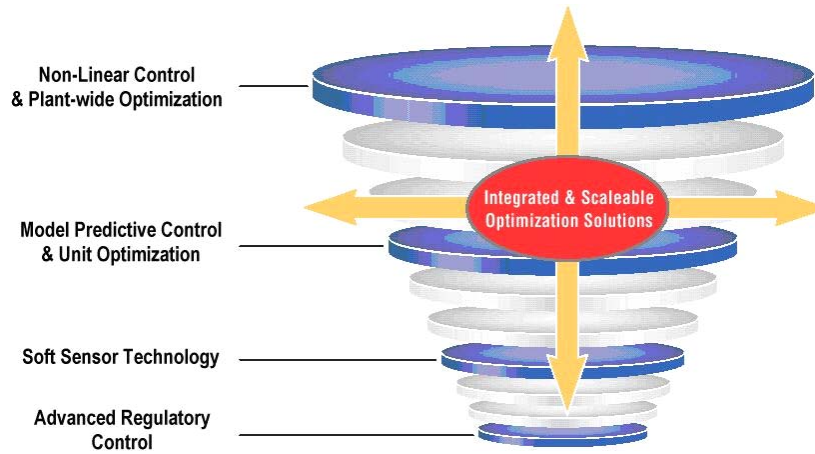 Non-Linear Control
& Plant-wide Optimization
Integrated & Scaleable
Optimization Solutions
Model Predictive Control
& Unit Optimization
Soft Sensor Technology
Advanced Regulatory
Control